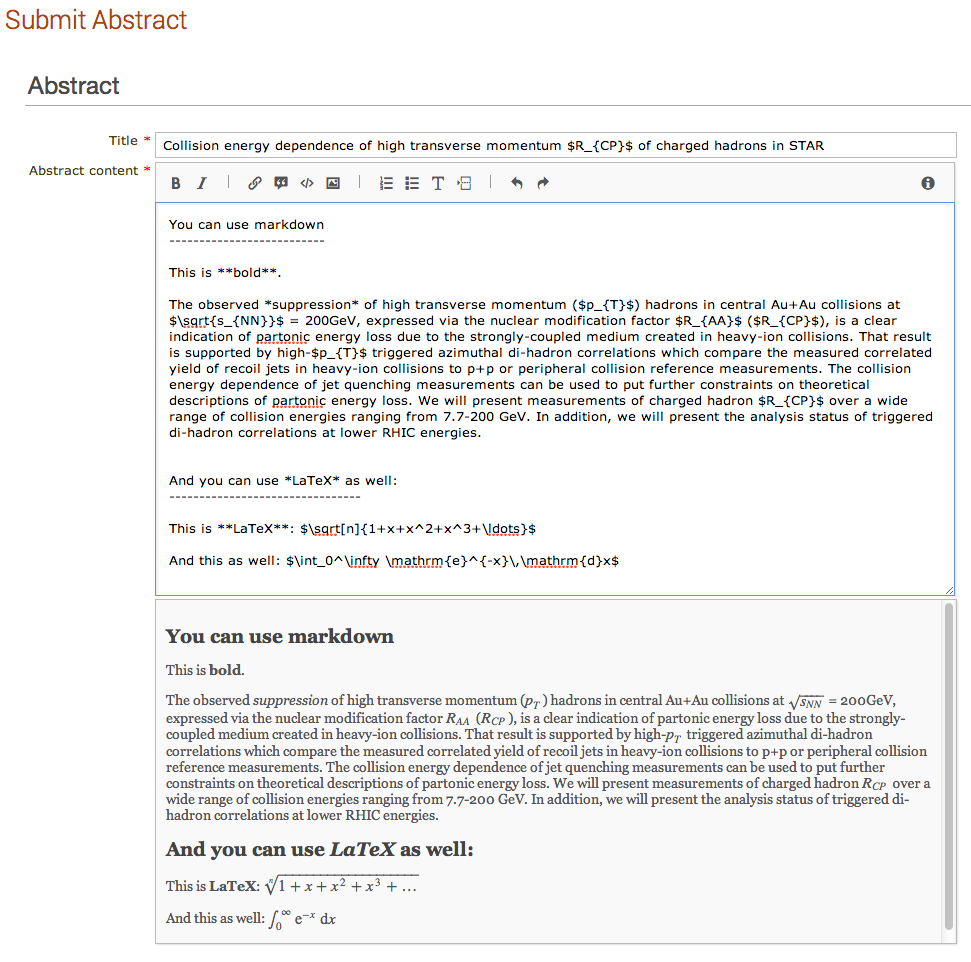 Submit Abstract
Abstract
Title *
Collision energy dependence of high transverse momentum $R_{CP}$ of charged hadrons in STAR
Abstract content *
B I T
You can use markdown
--------------------------
This is **bold**.
The observed *suppression* of high transverse momentum ($p_{T}$) hadrons in central Au+Au collisions at
$\sqrt{s_{NN}}$ = 200GeV, expressed via the nuclear modification factor $R_{AA}$ ($R_{CP}$), is a clear
indication of partonic energy loss due to the strongly-coupled medium created in heavy-ion collisions. That result
is supported by high-$p_{T}$ triggered azimuthal di-hadron correlations which compare the measured correlated
yield of recoil jets in heavy-ion collisions to p+p or peripheral collision reference measurements. The collision
energy dependence of jet quenching measurements can be used to put further constraints on theoretical
descriptions of partonic energy loss. We will present measurements of charged hadron $R_{CP}$ over a wide
range of collision energies ranging from 7.7-200 GeV. In addition, we will present the analysis status of triggered
di-hadron correlations at lower RHIC energies.
And you can use *LaTeX* as well:
--------------------------------
This is **LaTeX**: $\sqrt[n]{1+x+x^2+x^3+\ldots}$
And this as well: $\int_0^\infty \mathrm{e}^{-x}\,\mathrm{d}x$
You can use markdown
This is bold.
The observed suppression of high transverse momentum (p_T) hadrons in central Au+Au collisions at √s_NN = 200GeV,
expressed via the nuclear modification factor R_AA (R_CP), is a clear indication of partonic energy loss due to the strongly-
coupled medium created in heavy-ion collisions. That result is supported by high-p_T triggered azimuthal di-hadron
correlations which compare the measured correlated yield of recoil jets in heavy-ion collisions to p+p or peripheral collision
reference measurements. The collision energy dependence of jet quenching measurements can be used to put further
constraints on theoretical descriptions of partonic energy loss. We will present measurements of charged hadron R_CP over a
wide range of collision energies ranging from 7.7-200 GeV. In addition, we will present the analysis status of triggered di-
hadron correlations at lower RHIC energies.
And you can use LaTeX as well:
This is LaTeX: ⁿ√1 + x + x² + x³ + …
And this as well: ∫₀^∞ e⁻ˣ dx